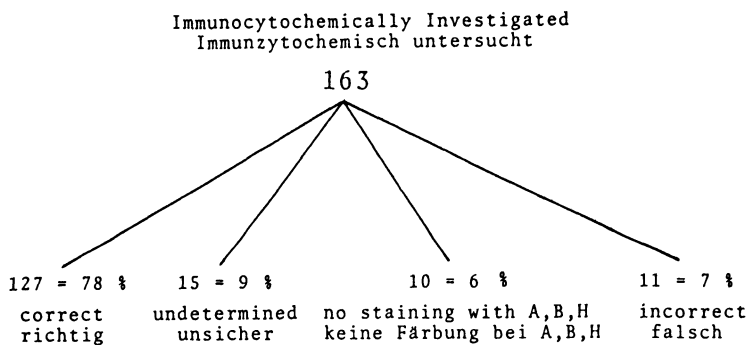 Immunocytochemically Investigated
Immunzytochemisch untersucht
163
127 = 78 % 15 = 9 % 10 = 6 % 11 = 7 %
correct undetermined no staining with A,B,H incorrect
richtig unsicher keine Färbung bei A,B,H falsch